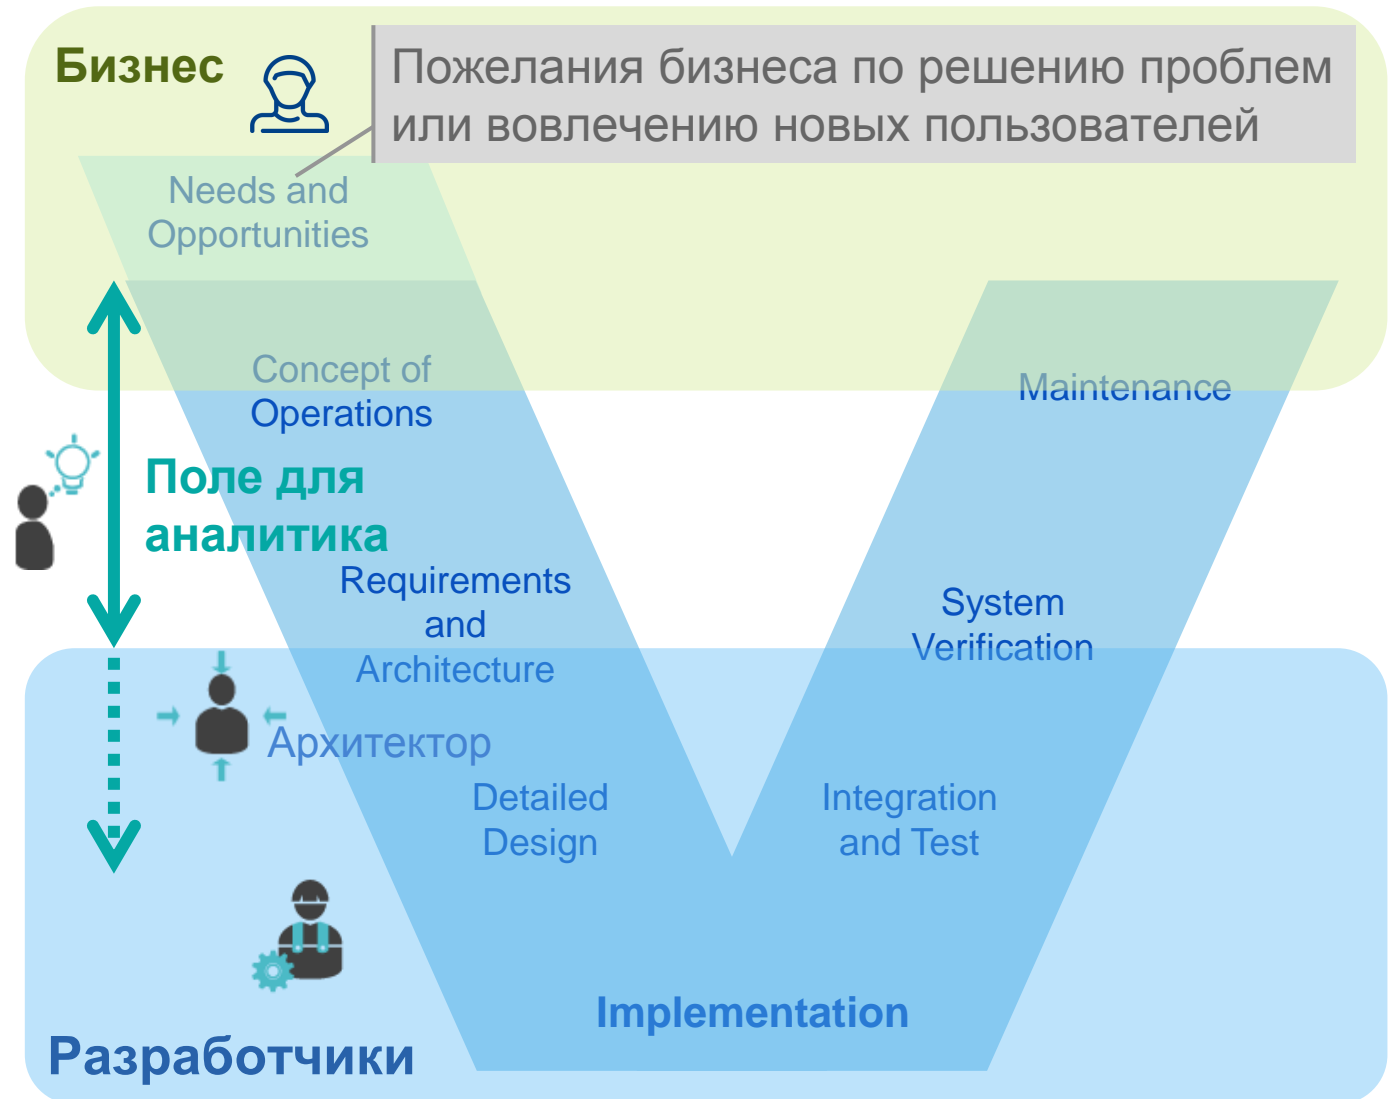 Бизнес
Пожелания бизнеса по решению проблем
или вовлечению новых пользователей
Needs and
Opportunities
Concept of
Operations
Maintenance
Поле для
аналитика
Requirements
and
Architecture
System
Verification
Архитектор
Detailed
Design
Integration
and Test
Implementation
Разработчики